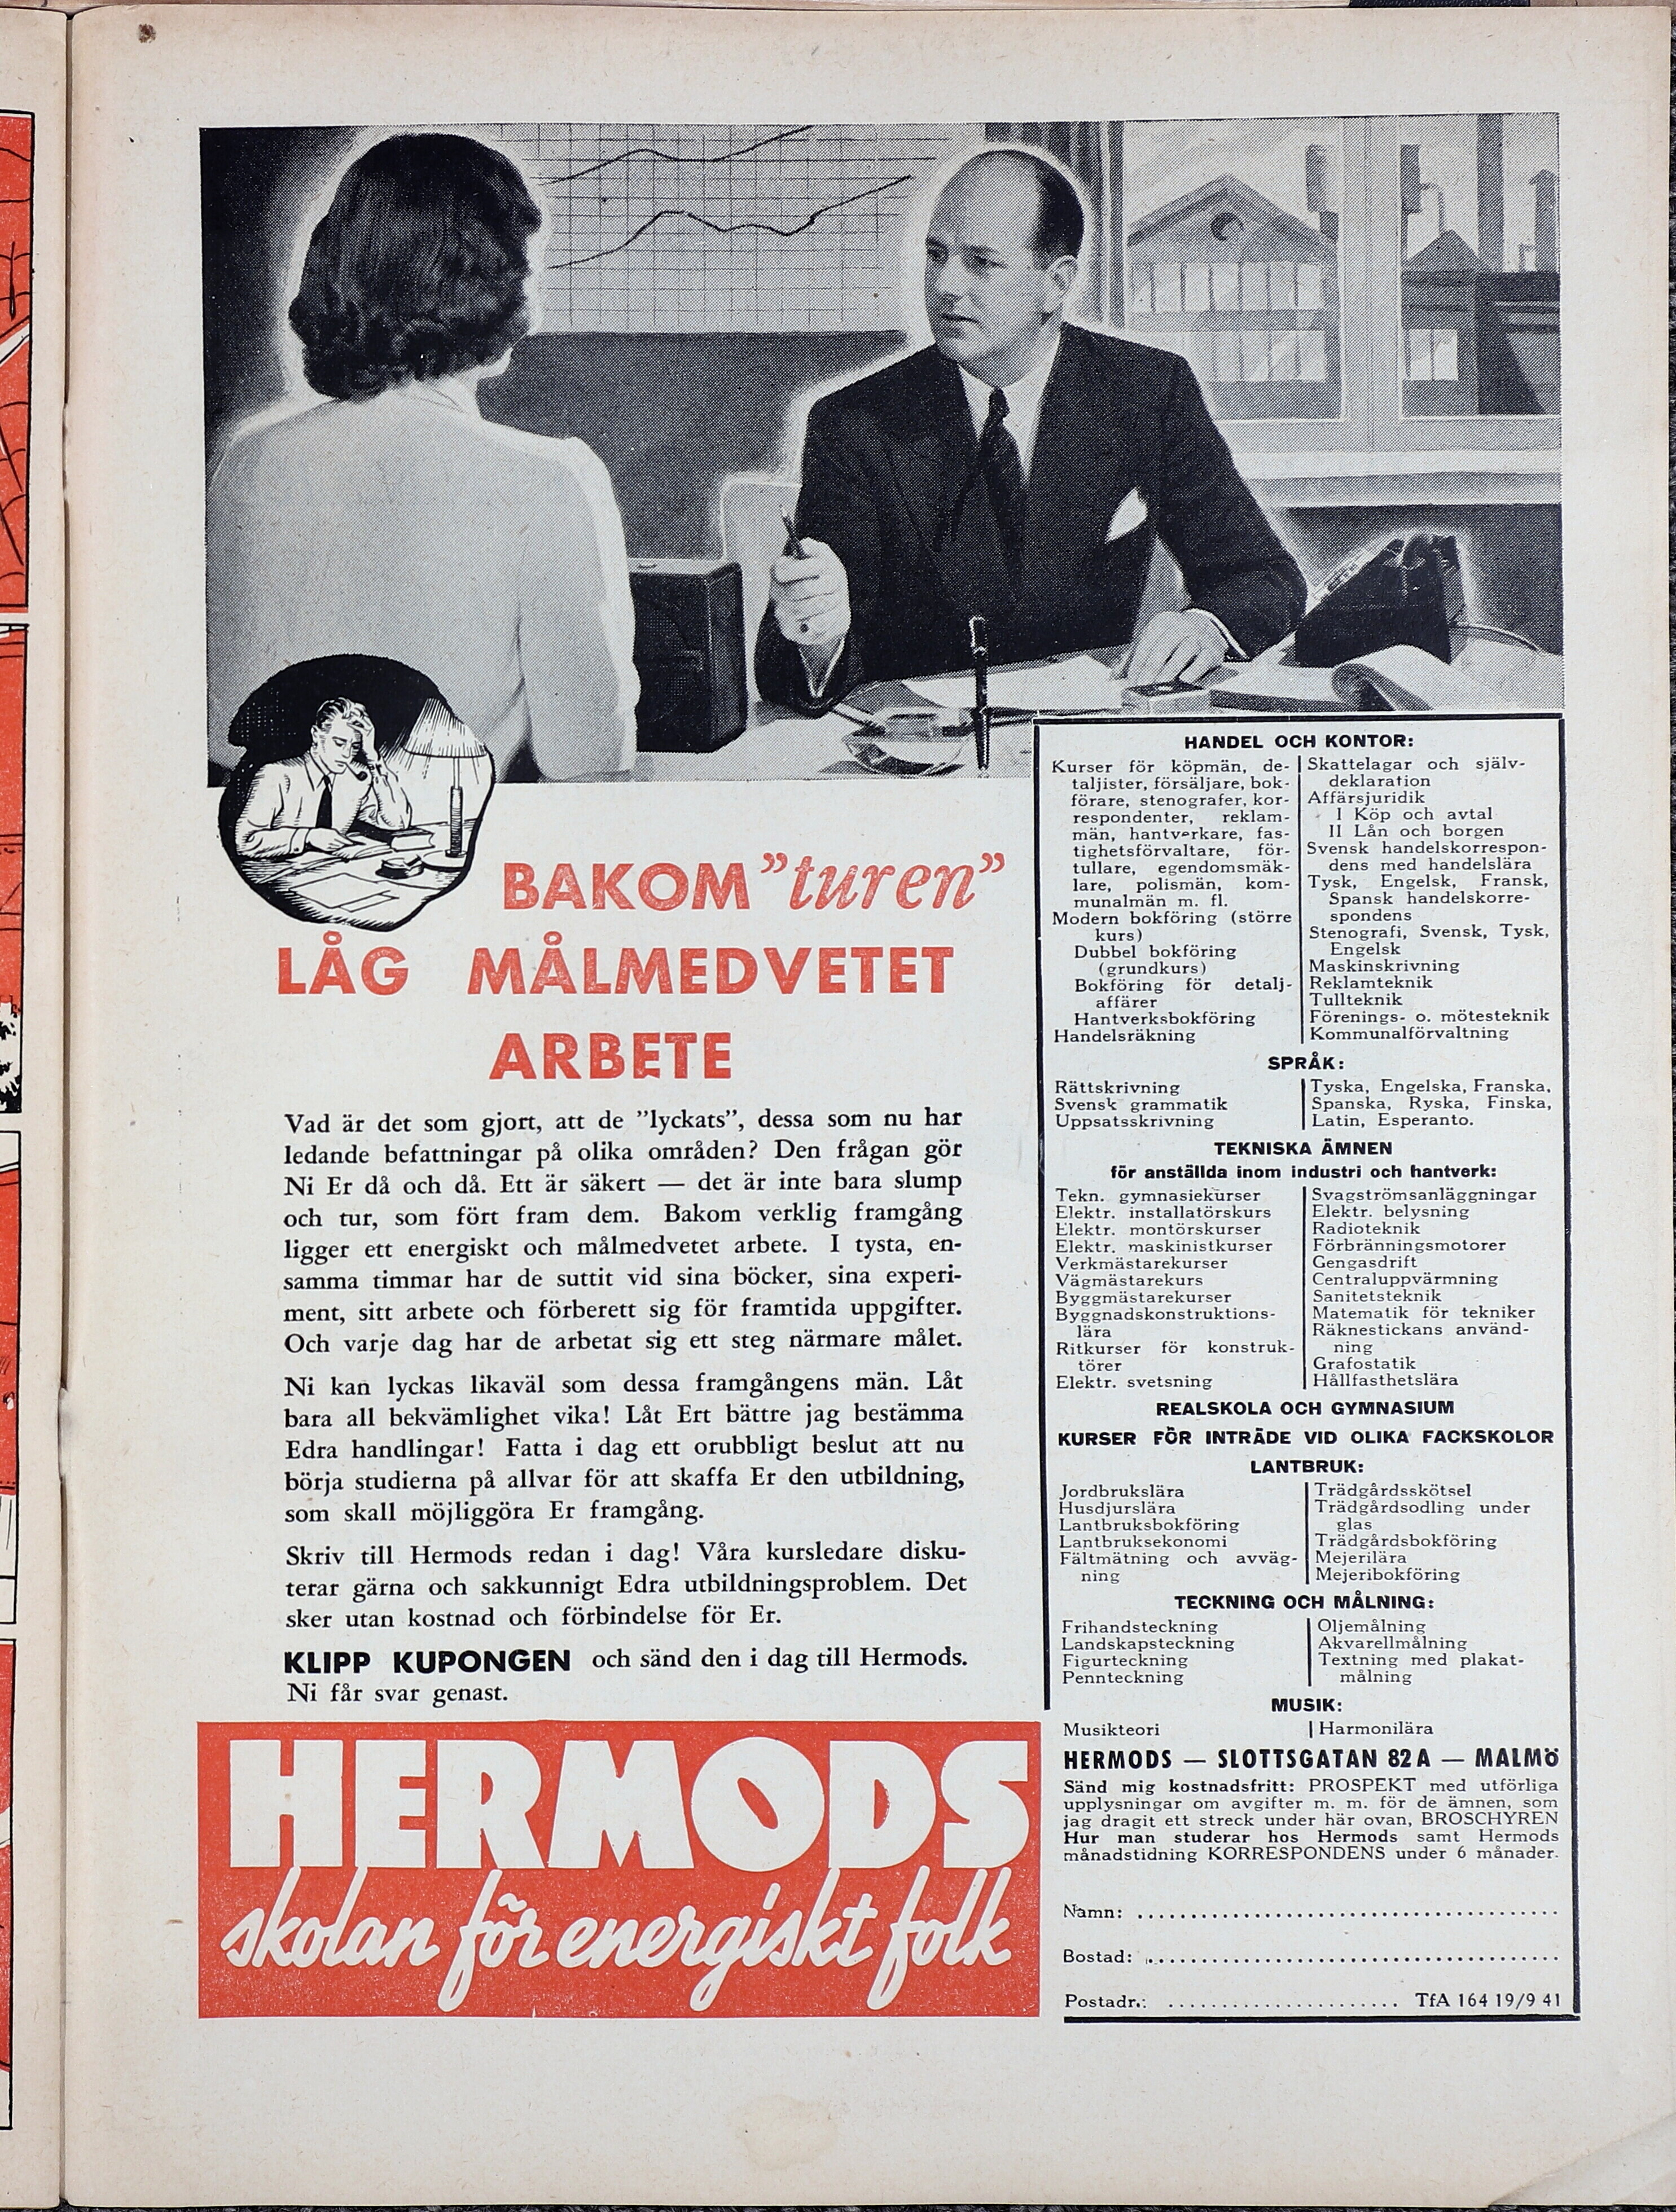 BAKOM ”turen”
LÅG MÅLMEDVETET
ARBETE
Vad är det som gjort, att de ”lyckats”, dessa som nu har
ledande befattningar på olika områden? Den frågan gör
Ni Er då och då. Ett är säkert — det är inte bara slump
och tur, som fört fram dem. Bakom verklig framgång
ligger ett energiskt och målmedvetet arbete. I tysta, en-
samma timmar har de suttit vid sina böcker, sina experi-
ment, sitt arbete och förberett sig för framtida uppgifter.
Och varje dag har de arbetat sig ett steg närmare målet.
Ni kan lyckas likaväl som dessa framgångens män. Låt
bara all bekvämlighet vika! Låt Ert bättre jag bestämma
Edra handlingar! Fatta i dag ett orubbligt beslut att nu
börja studierna på allvar för att skaffa Er den utbildning,
som skall möjliggöra Er framgång.
Skriv till Hermods redan i dag! Våra kursledare disku-
terar gärna och sakkunnigt Edra utbildningsproblem. Det
sker utan kostnad och förbindelse för Er.
KLIPP KUPONGEN och sänd den i dag till Hermods.
Ni får svar genast.
HERMODS
skolan för energiskt folk
HANDEL OCH KONTOR:
Kurser för köpmän, de-
taljister, försäljare, bok-
förare, stenografer, kor-
respondenter, reklam-
män, hantverkare, fas-
tighetsförvaltare, för-
tullare, egendomsmäk-
lare, polismän, kom-
munalmän m. fl.
Modern bokföring (större
kurs)
Dubbel bokföring
(grundkurs)
Bokföring för detalj-
affärer
Hantverksbokföring
Handelsräkning
Skattelagar och själv-
deklaration
Affärsjuridik
I Köp och avtal
II Lån och borgen
Svensk handelskorrespon-
dens med handelslära
Tysk, Engelsk, Fransk,
Spansk handelskorre-
spondens
Stenografi, Svensk, Tysk,
Engelsk
Maskinskrivning
Reklamteknik
Tullteknik
Förenings- o. mötesteknik
Kommunalförvaltning
SPRÅK:
Rättskrivning
Svensk grammatik
Uppsatsskrivning
Tyska, Engelska, Franska,
Spanska, Ryska, Finska,
Latin, Esperanto.
TEKNISKA ÄMNEN
för anställda inom industri och hantverk:
Tekn. gymnasiekurser
Elektr. installatörskurs
Elektr. montörskurser
Elektr. maskinistkurser
Verkmästarekurser
Vägmästarekurs
Byggmästarekurser
Byggnadskonstruktions-
lära
Ritkurser för konstruk-
törer
Elektr. svetsning
Svagströmsanläggningar
Elektr. belysning
Radioteknik
Förbränningsmotorer
Gengasdrift
Centraluppvärmning
Sanitetsteknik
Matematik för tekniker
Räknestickans använd-
ning
Grafostatik
Hållfasthetslära
REALSKOLA OCH GYMNASIUM
KURSER FÖR INTRÄDE VID OLIKA FACKSKOLOR
LANTBRUK:
Jordbrukslära
Husdjurslära
Lantbruksbokföring
Lantbruksekonomi
Fältmätning och avväg-
ning
Trädgårdsskötsel
Trädgårdsodling under
glas
Trädgårdsbokföring
Mejerilära
Mejeribokföring
TECKNING OCH MÅLNING:
Frihandsteckning
Landskapsteckning
Figurteckning
Pennteckning
Oljemålning
Akvarellmålning
Textning med plakat-
målning
MUSIK:
Musikteori
Harmonilära
HERMODS — SLOTTSGATAN 82 A — MALMÖ
Sänd mig kostnadsfritt: PROSPEKT med utförliga
upplysningar om avgifter m. m. för de ämnen, som
jag dragit ett streck under här ovan, BROSCHYREN
Hur man studerar hos Hermods samt Hermods
månadstidning KORRESPONDENS under 6 månader.
Namn:
Bostad:
Postadr.: TfA 164 19/9 41